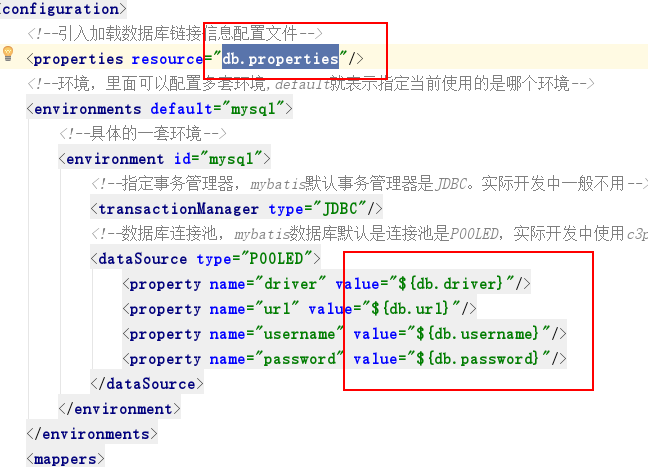 <configuration>
<!--引入加载数据库链接信息配置文件-->
<properties resource="db.properties"/>
<!--环境，里面可以配置多套环境,default就表示指定当前使用的是哪个环境-->
<environments default="mysql">
<!--具体的一套环境-->
<environment id="mysql">
<!--指定事务管理器，mybatis默认事务管理器是JDBC。实际开发中一般不用-->
<transactionManager type="JDBC"/>
<!--数据库连接池，mybatis数据库默认是连接池是POOLED，实际开发中使用c3p
<dataSource type="POOLED">
<property name="driver" value="${db.driver}"/>
<property name="url" value="${db.url}"/>
<property name="username" value="${db.username}"/>
<property name="password" value="${db.password}"/>
</dataSource>
</environment>
</environments>
<mappers>